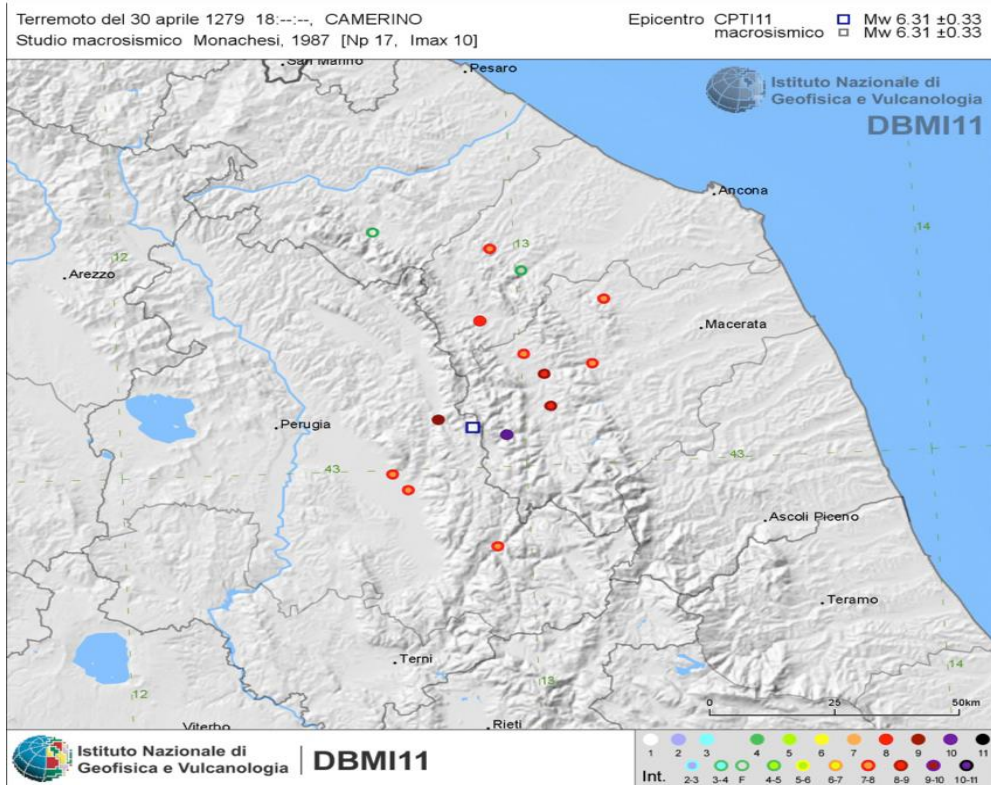 Terremoto del 30 aprile 1279 18:--:--, CAMERINO
Studio macrosismico Monachesi, 1987 [Np 17, Imax 10]
Epicentro CPTI11 Mw 6.31 ±0.33
macrosismico Mw 6.31 ±0.33
San Marino
Pesaro
Istituto Nazionale di
Geofisica e Vulcanologia
DBMI11
Ancona
14
13
12
Arezzo
Macerata
Perugia
43
43
Ascoli Piceno
Teramo
Terni
14
13
12
0 50km
Viterbo
Rieti
Istituto Nazionale di
Geofisica e Vulcanologia
DBMI11
1 2 3 4 5 6 7 8 9 10 11
Int. 2-3 3-4 F 4-5 5-6 6-7 7-8 8-9 9-10 10-11